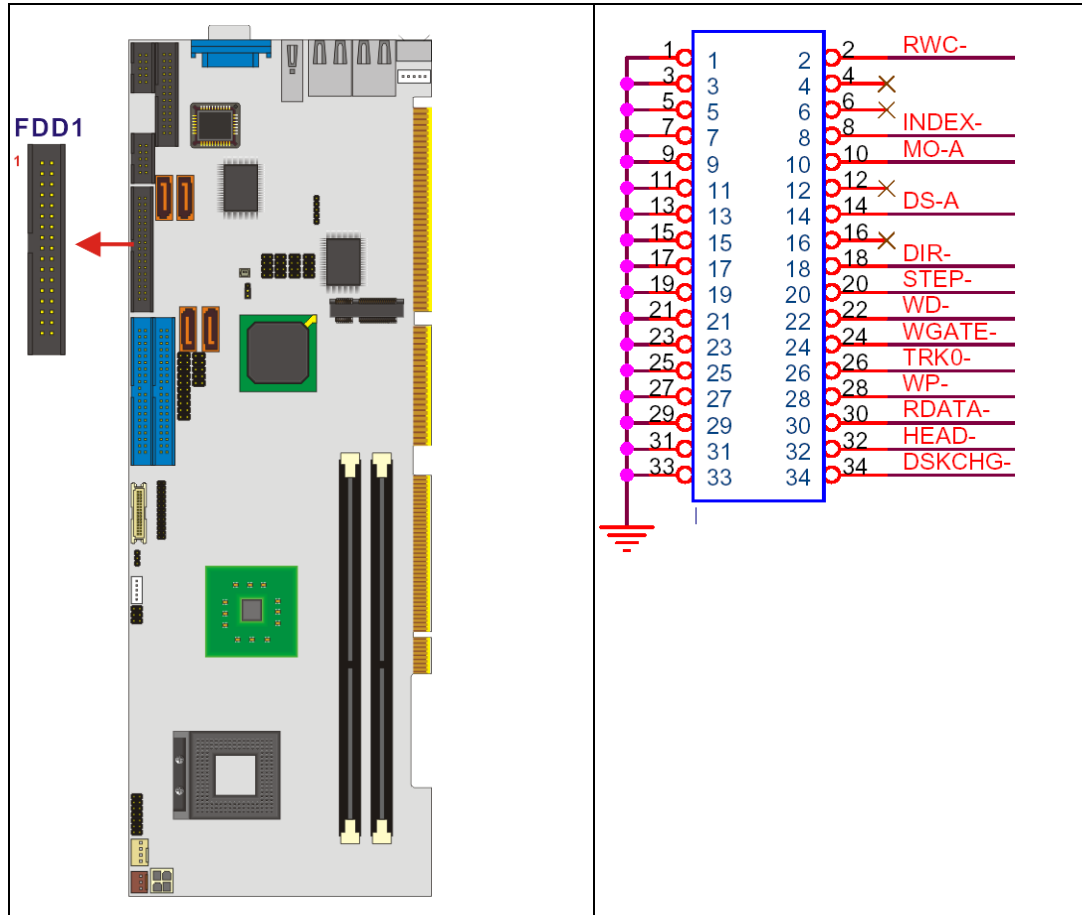 FDD1
1
1 1 2 2 RWC-
3 3 4 4
5 5 6 6
7 7 8 8 INDEX-
9 9 10 10 MO-A
11 11 12 12
13 13 14 14 DS-A
15 15 16 16
17 17 18 18 DIR-
19 19 20 20 STEP-
21 21 22 22 WD-
23 23 24 24 WGATE-
25 25 26 26 TRK0-
27 27 28 28 WP-
29 29 30 30 RDATA-
31 31 32 32 HEAD-
33 33 34 34 DSKCHG-